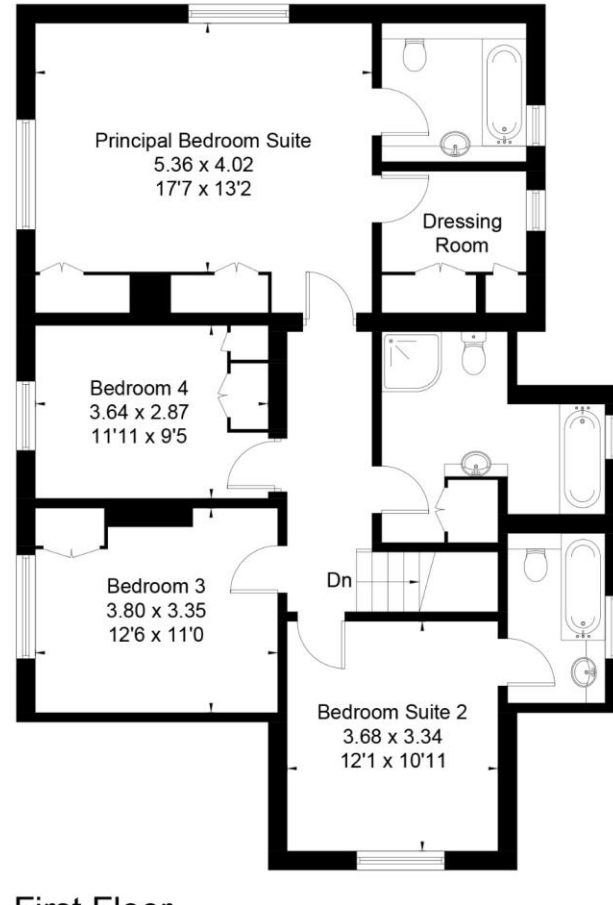 Principal Bedroom Suite
5.36 x 4.02
17'7 x 13'2
Dressing
Room
Bedroom 4
3.64 x 2.87
11'11 x 9'5
Bedroom 3
3.80 x 3.35
12'6 x 11'0
Dn
Bedroom Suite 2
3.68 x 3.34
12'1 x 10'11
First Floor